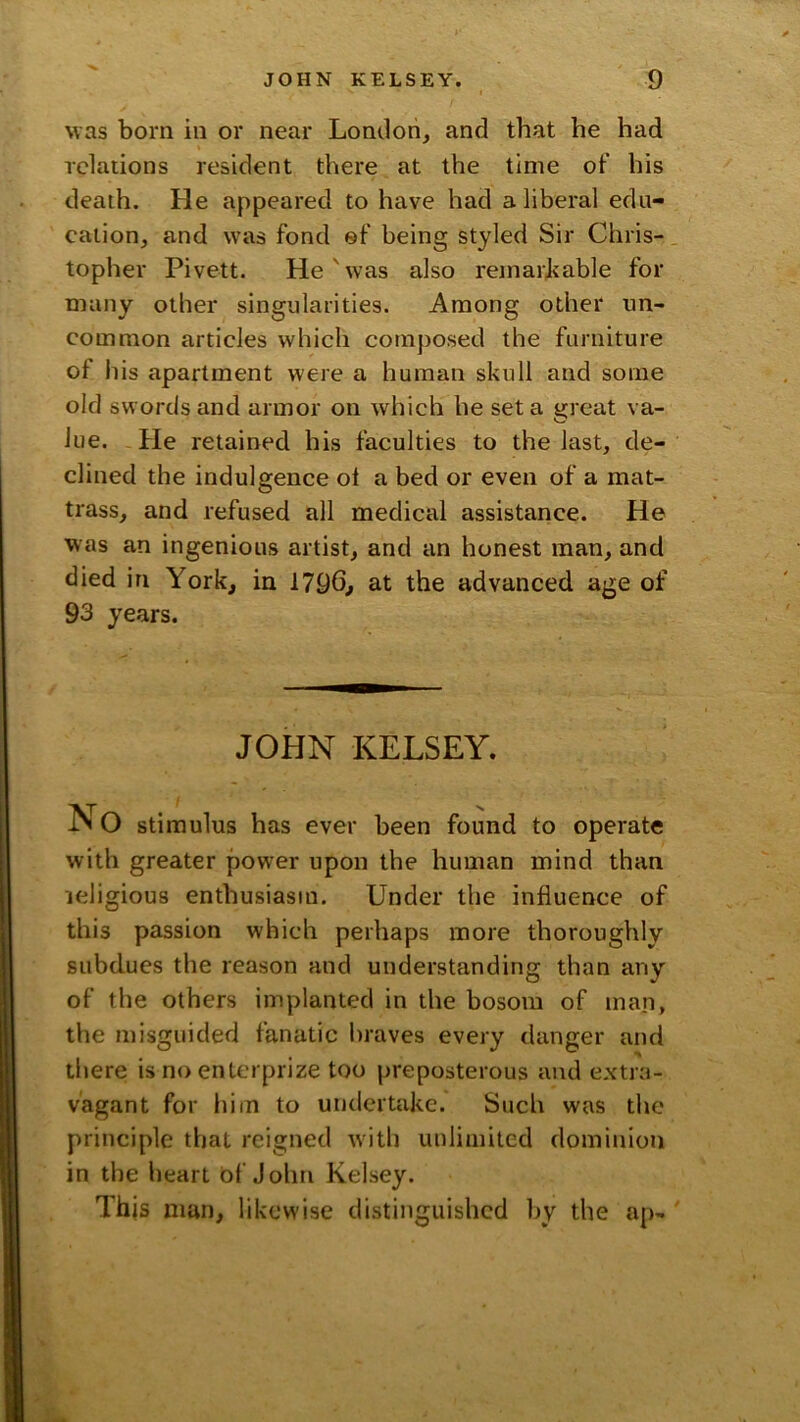 JOHN KELSEY. 9
was born in or near London, and that he had
relations resident there at the time of his
death. He appeared to have had a liberal edu-
cation, and was fond of being styled Sir Chris-
topher Pivett. He was also remarkable for
many other singularities. Among other un-
common articles which composed the furniture
of his apartment were a human skull and some
old swords and armor on which he set a great va-
lue. He retained his faculties to the last, de-
clined the indulgence of a bed or even of a mat-
trass, and refused all medical assistance. He
was an ingenious artist, and an honest man, and
died in York, in 1796, at the advanced age of
93 years.
JOHN KELSEY.
NO stimulus has ever been found to operate
with greater power upon the human mind than
religious enthusiasm. Under the influence of
this passion which perhaps more thoroughly
subdues the reason and understanding than any
of the others implanted in the bosom of man,
the misguided fanatic braves every danger and
there is no enterprize too preposterous and extra-
vagant for him to undertake. Such was the
principle that reigned with unlimited dominion
in the heart of John Kelsey.
This man, likewise distinguished by the ap-